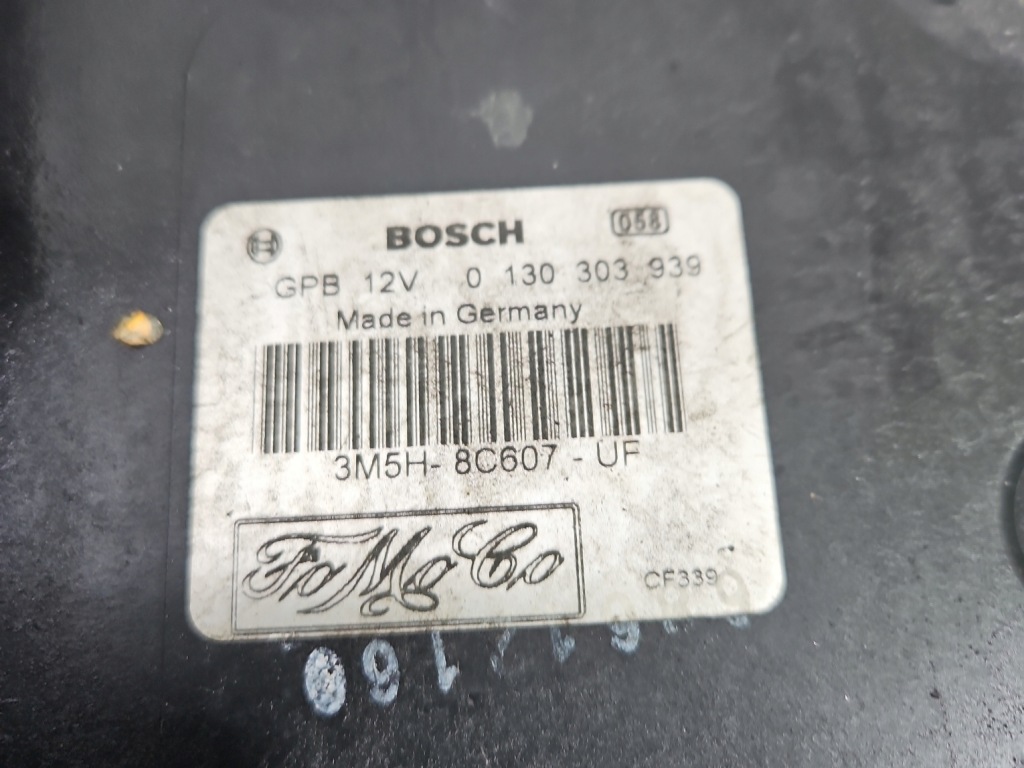 BOSCH 058
GPB 12V 0 130 303 939
Made in Germany
3M5H- 8C607 - UF
FoMoCo
CF339